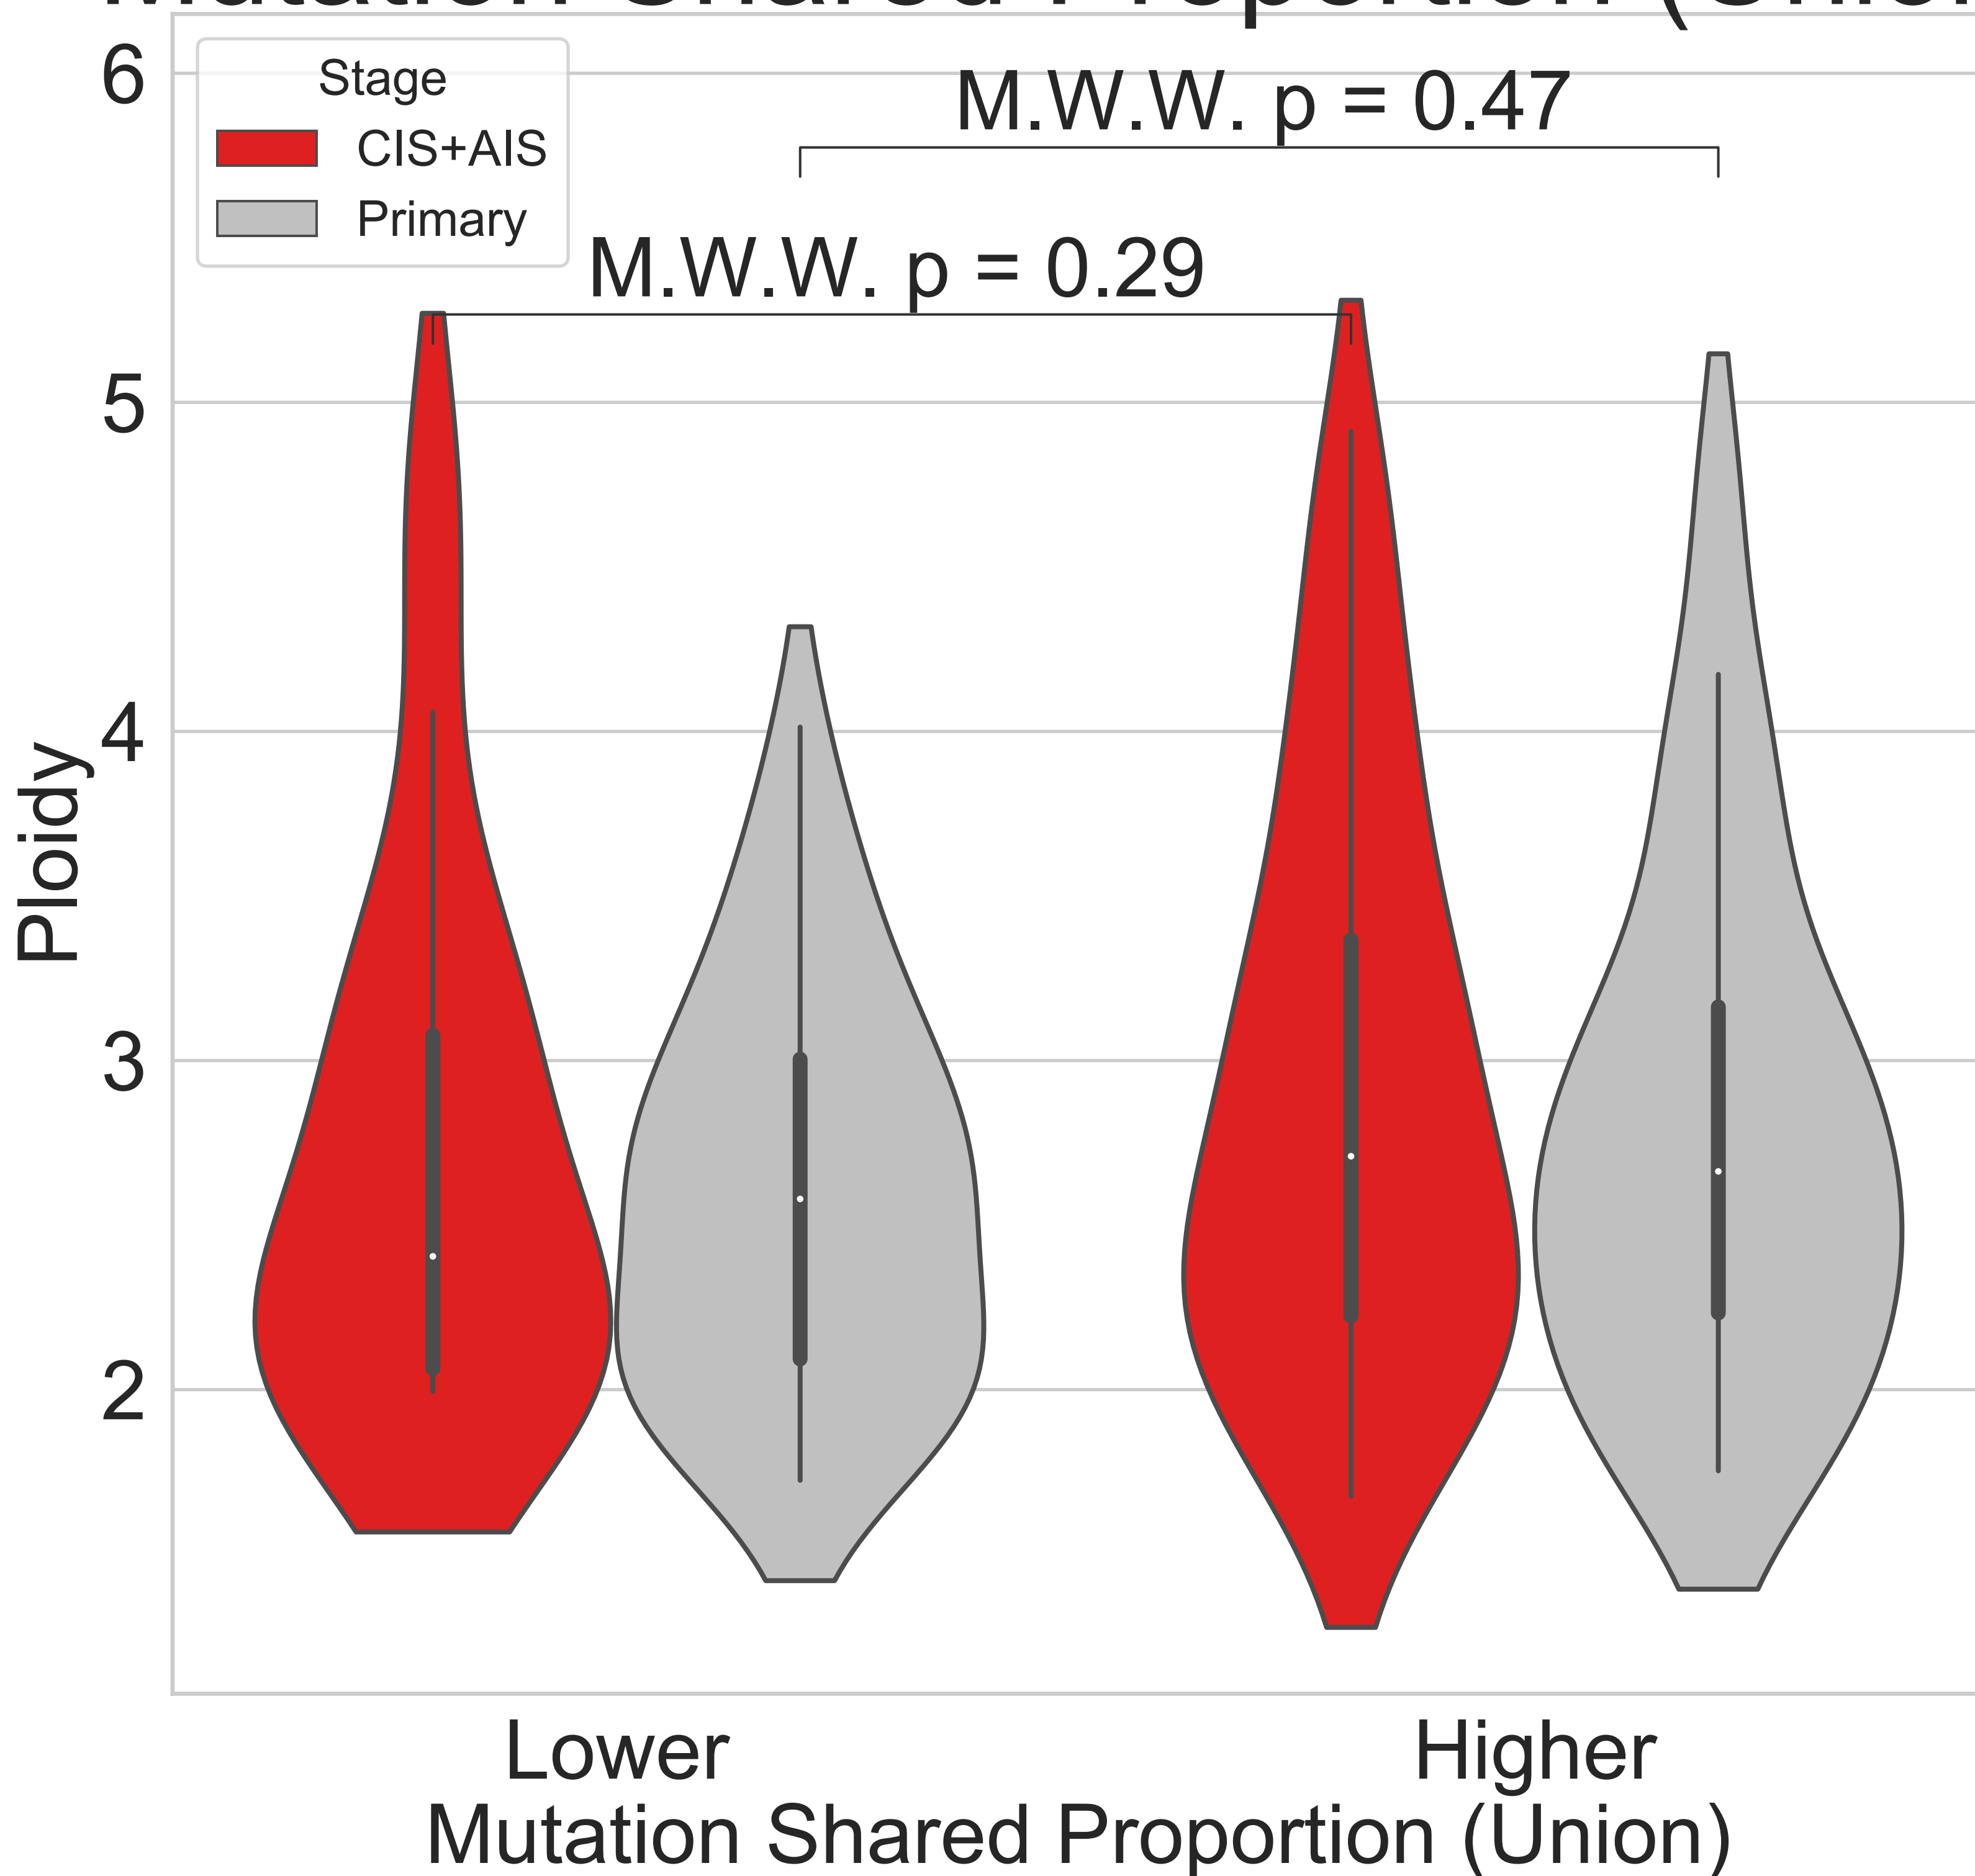 6
Stage
CIS+AIS
Primary
M.W.W. p = 0.47
M.W.W. p = 0.29
5
4
3
2
Ploidy
Lower
Higher
Mutation Shared Proportion (Union)